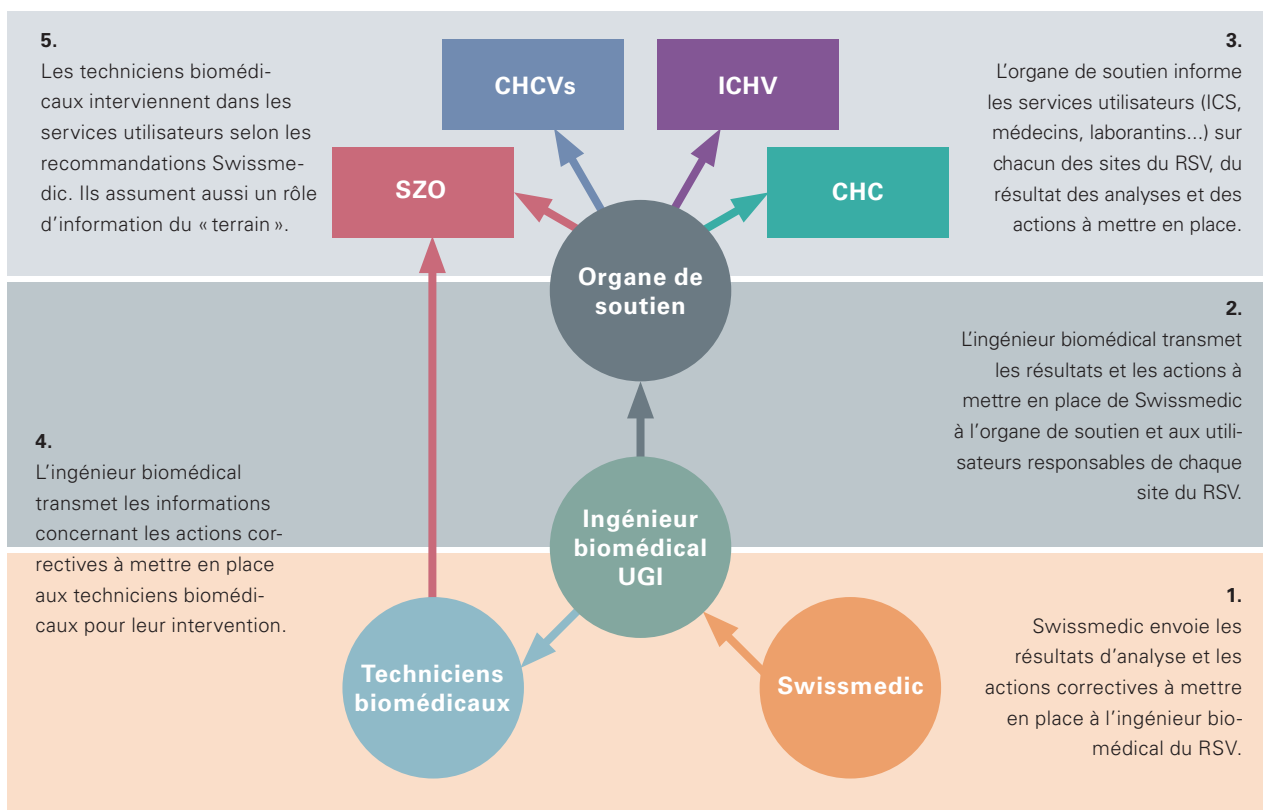 5.
Les techniciens biomédi-
caux interviennent dans les
services utilisateurs selon les
recommandations Swissme-
dic. Ils assument aussi un rôle
d'information du « terrain ».
CHCVs
ICHV
SZO
CHC
3.
L'organe de soutien informe
les services utilisateurs (ICS,
médecins, laborantins...) sur
chacun des sites du RSV, du
résultat des analyses et des
actions à mettre en place.
Organe de
soutien
2.
L'ingénieur biomédical transmet
les résultats et les actions à
mettre en place de Swissmedic
à l'organe de soutien et aux utili-
sateurs responsables de chaque
site du RSV.
4.
L'ingénieur biomédical
transmet les informations
concernant les actions cor-
rectives à mettre en place
aux techniciens biomédi-
caux pour leur intervention.
Ingénieur
biomédical
UGI
Techniciens
biomédicaux
Swissmedic
1.
Swissmedic envoie les
résultats d'analyse et les
actions correctives à mettre
en place à l'ingénieur bio-
médical du RSV.